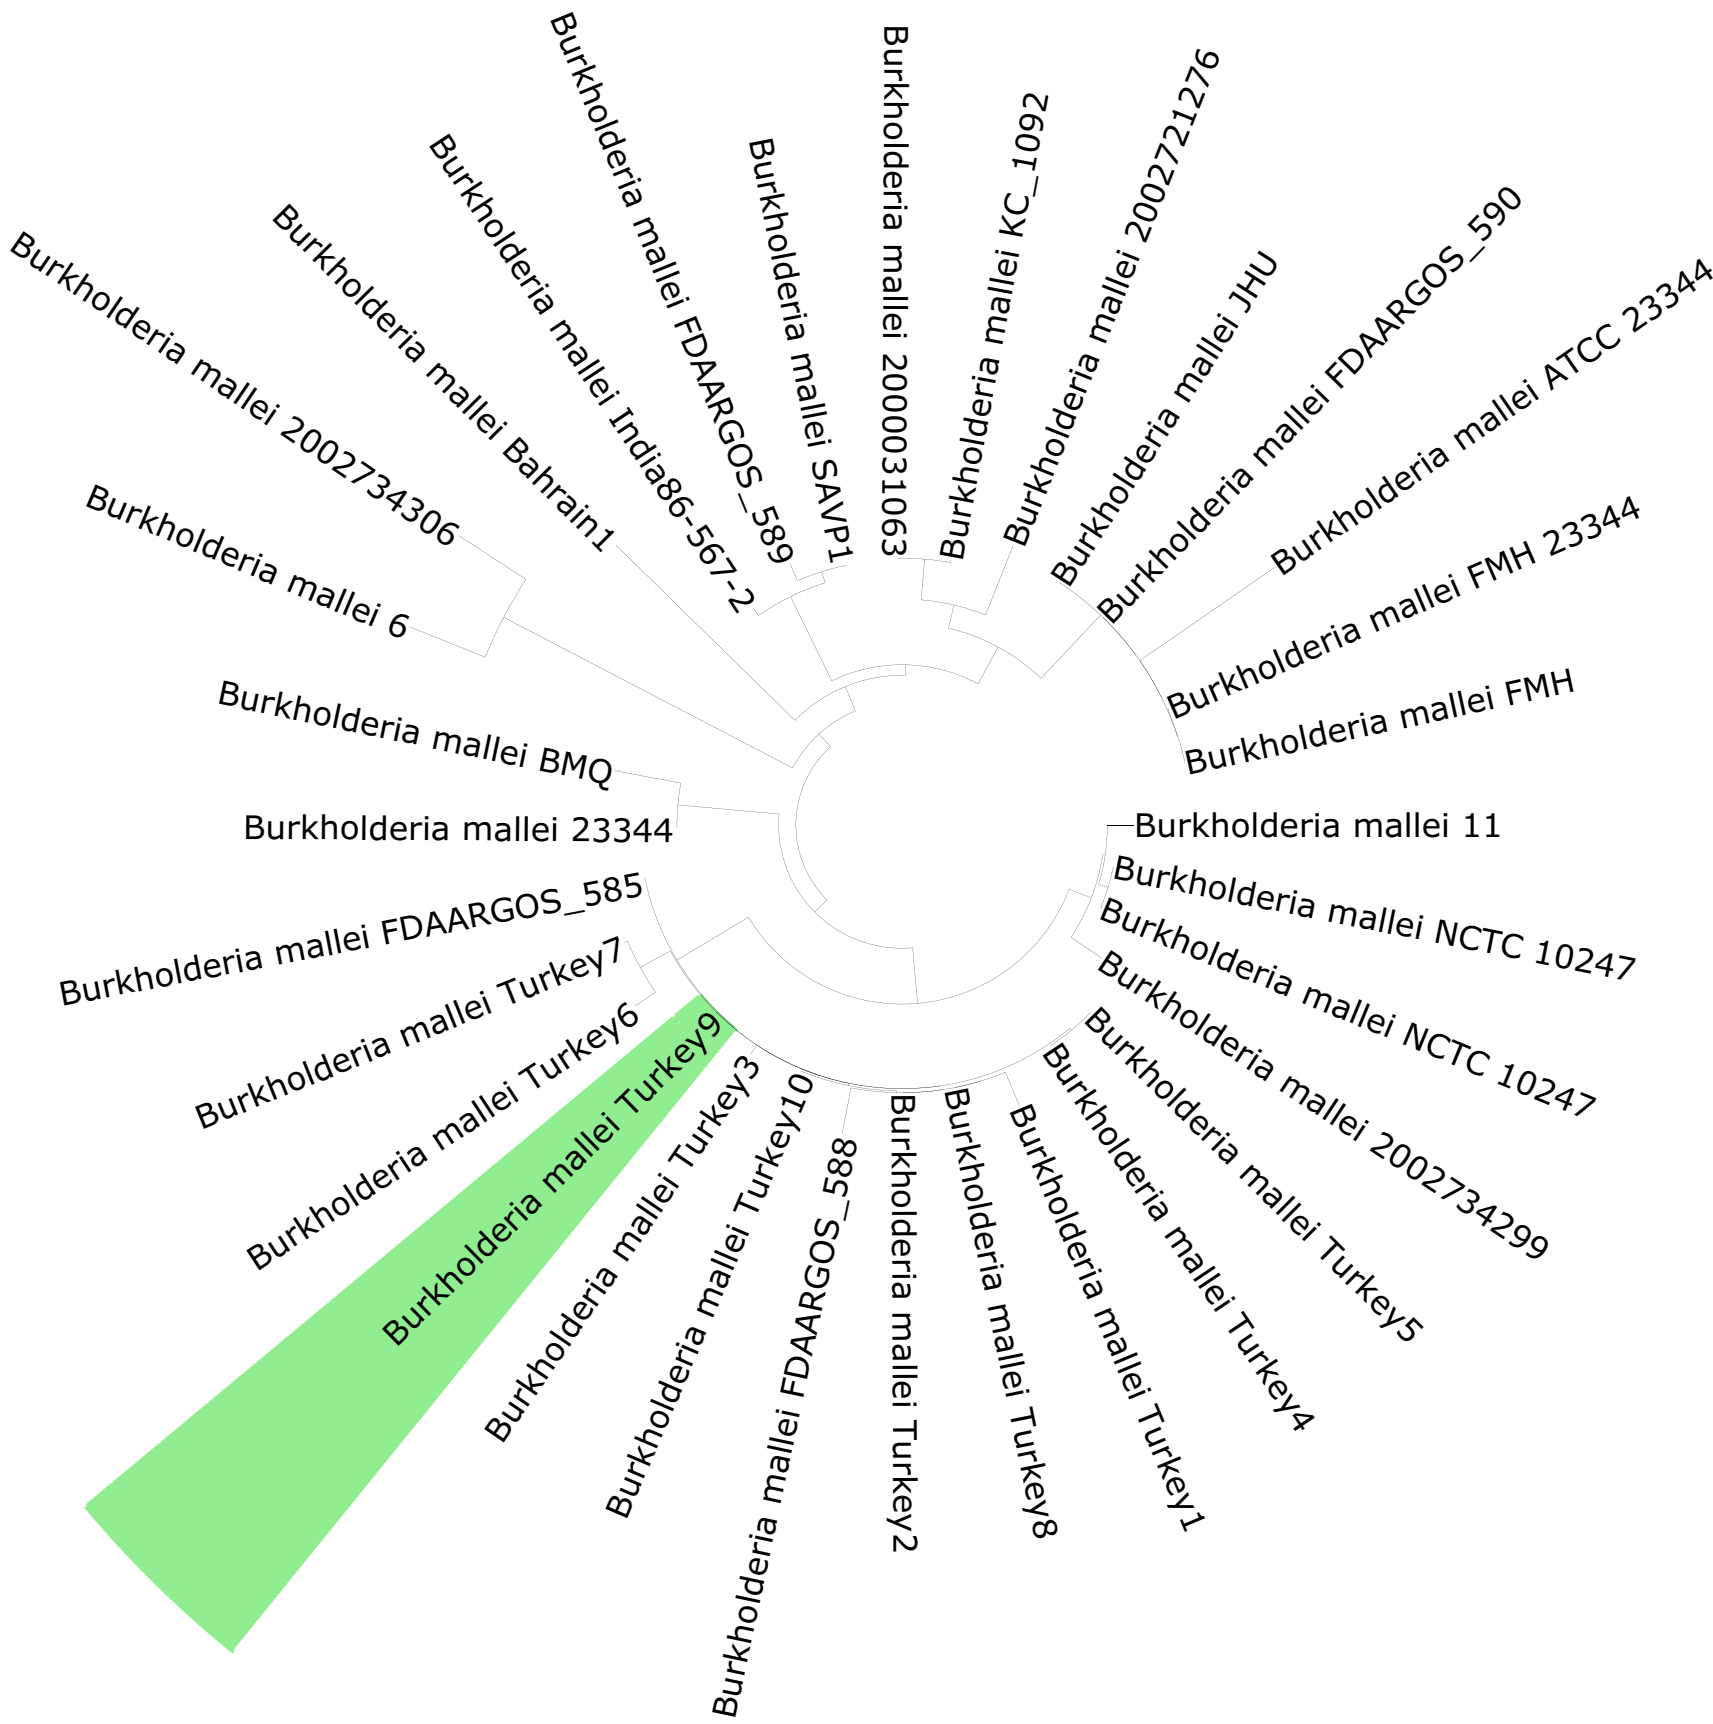 Burkholderia mallei 2000031063
Burkholderia mallei KC_1092
Burkholderia mallei 2002721276
Burkholderia mallei JHU
Burkholderia mallei FDAARGOS_590
Burkholderia mallei ATCC 23344
Burkholderia mallei FMH 23344
Burkholderia mallei FMH
Burkholderia mallei 11
Burkholderia mallei NCTC 10247
Burkholderia mallei NCTC 10247
Burkholderia mallei 2002734299
Burkholderia mallei Turkey5
Burkholderia mallei Turkey4
Burkholderia mallei Turkey1
Burkholderia mallei Turkey8
Burkholderia mallei Turkey2
Burkholderia mallei FDAARGOS_588
Burkholderia mallei Turkey10
Burkholderia mallei Turkey3
Burkholderia mallei Turkey9
Burkholderia mallei Turkey6
Burkholderia mallei Turkey7
Burkholderia mallei FDAARGOS_585
Burkholderia mallei 23344
Burkholderia mallei BMQ
Burkholderia mallei 6
Burkholderia mallei 2002734306
Burkholderia mallei Bahrain1
Burkholderia mallei India86-567-2
Burkholderia mallei FDAARGOS_589
Burkholderia mallei SAVP1